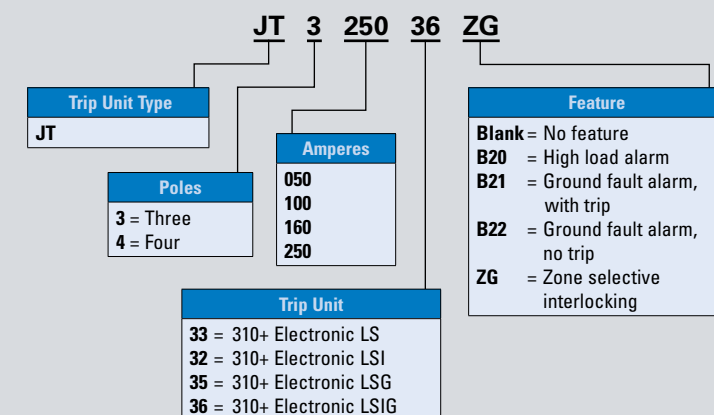 JT 3 250 36 ZG
Trip Unit Type
JT
Poles
3 = Three
4 = Four
Amperes
050
100
160
250
Trip Unit
33 = 310+ Electronic LS
32 = 310+ Electronic LSI
35 = 310+ Electronic LSG
36 = 310+ Electronic LSIG
Feature
Blank = No feature
B20 = High load alarm
B21 = Ground fault alarm,
with trip
B22 = Ground fault alarm,
no trip
ZG = Zone selective
interlocking